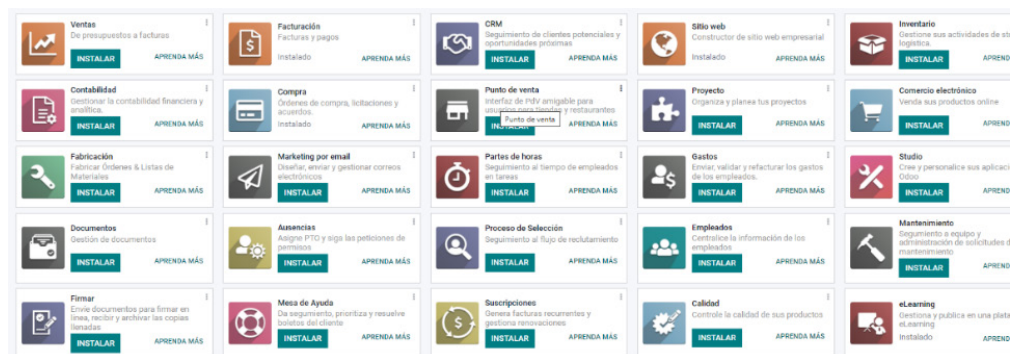 Ventas
De presupuestos a facturas
INSTALAR APRENDA MÁS
Facturación
Facturas y pagos
Instalado APRENDA MÁS
CRM
Seguimiento de clientes potenciales y
oportunidades próximas
INSTALAR APRENDA MÁS
Sitio web
Constructor de sitio web empresarial
Instalado APRENDA MÁS
Inventario
Gestione sus actividades de
logística.
INSTALAR APREND
Contabilidad
Gestionar la contabilidad financiera y
analítica.
INSTALAR APRENDA MÁS
Compra
Órdenes de compra, licitaciones y
acuerdos.
Instalado APRENDA MÁS
Punto de venta
Interfaz de PdV amigable para
usuarios para tiendas y restaurantes
Punto de venta
APRENDA MÁS
Proyecto
Organiza y planea tus proyectos
INSTALAR APRENDA MÁS
Comercio electrónico
Venda sus productos online
INSTALAR APREND
Fabricación
Fabricar Órdenes & Listas de
Materiales
INSTALAR APRENDA MÁS
Marketing por email
Diseñar, enviar y gestionar correos
electrónicos
INSTALAR APRENDA MÁS
Partes de horas
Seguimiento al tiempo de empleados
en tareas
INSTALAR APRENDA MÁS
Gastos
Enviar, validar y refacturar los gastos
de los empleados.
INSTALAR APRENDA MÁS
Studio
Cree y personalice sus aplicaci
Odoo
INSTALAR APREND
Documentos
Gestión de documentos
INSTALAR APRENDA MÁS
Ausencias
Asigne PTO y siga las peticiones de
permisos
INSTALAR APRENDA MÁS
Proceso de Selección
Seguimiento al flujo de reclutamiento
INSTALAR APRENDA MÁS
Empleados
Centralice la información de los
empleados
INSTALAR APRENDA MÁS
Mantenimiento
Seguimiento a equipo y
administración de solicitudes d
mantenimiento
INSTALAR APREND
Firmar
Envíe documentos para firmar en
línea, recibir y archivar las copias
llenadas
INSTALAR APRENDA MÁS
Mesa de Ayuda
Da seguimiento, prioritiza y resuelve
boletos del cliente
INSTALAR APRENDA MÁS
Suscripciones
Genera facturas recurrentes y
gestiona renovaciones
INSTALAR APRENDA MÁS
Calidad
Controle la calidad de sus productos
INSTALAR APRENDA MÁS
eLearning
Gestiona y publica en una plata
eLearning
Instalado APREND